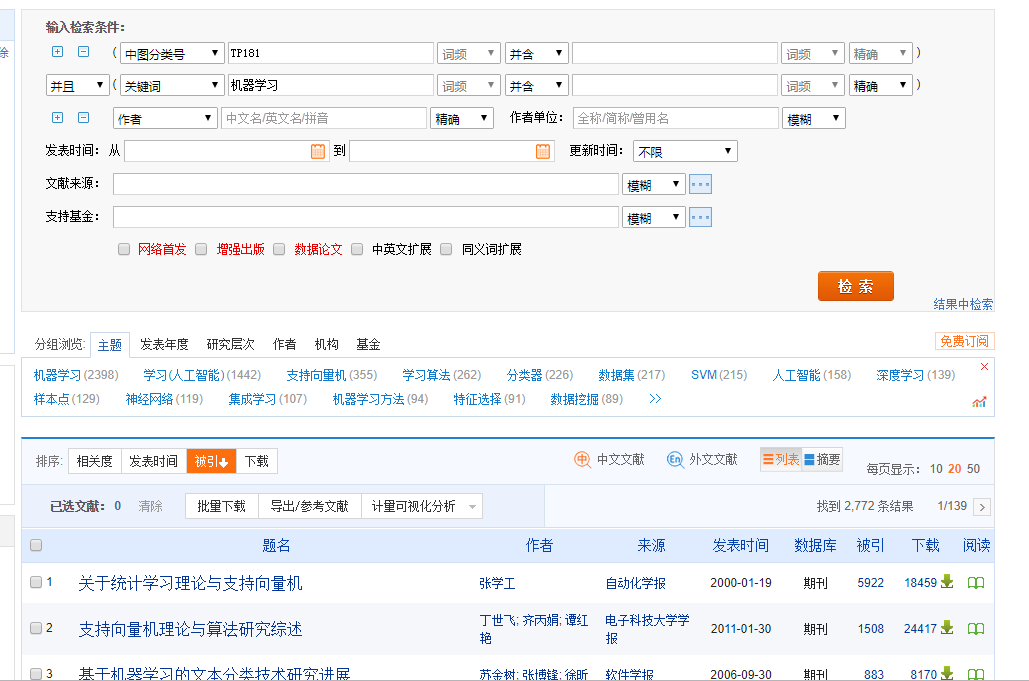 输入检索条件:
( 中图分类号 TP181 词频 并含 词频 精确 )
除
并且 ( 关键词 机器学习 词频 并含 词频 精确 )
作者 中文名/英文名/拼音 精确 作者单位: 全称/简称/曾用名 模糊
发表时间: 从 到 更新时间: 不限
文献来源: 模糊 ...
支持基金: 模糊 ...
网络首发 增强出版 数据论文 中英文扩展 同义词扩展
检索
结果中检索
分组浏览: 主题 发表年度 研究层次 作者 机构 基金 免费订阅
机器学习(2398) 学习(人工智能)(1442) 支持向量机(355) 学习算法(262) 分类器(226) 数据集(217) SVM(215) 人工智能(158) 深度学习(139)
样本点(129) 神经网络(119) 集成学习(107) 机器学习方法(94) 特征选择(91) 数据挖掘(89) >>
排序: 相关度 发表时间 被引 下载 中 中文文献 En 外文文献 列表 摘要 每页显示: 10 20 50
已选文献: 0 清除 批量下载 导出/参考文献 计量可视化分析 找到 2,772 条结果 1/139 >
题名 作者 来源 发表时间 数据库 被引 下载 阅读
1 关于统计学习理论与支持向量机 张学工 自动化学报 2000-01-19 期刊 5922 18459
2 支持向量机理论与算法研究综述 丁世飞; 齐丙娟; 谭红艳 电子科技大学学报 2011-01-30 期刊 1508 24417
3 基于机器学习的文本分类技术研究进展 苏金树; 张博锋; 徐昕 软件学报 2006-09-30 期刊 883 8170